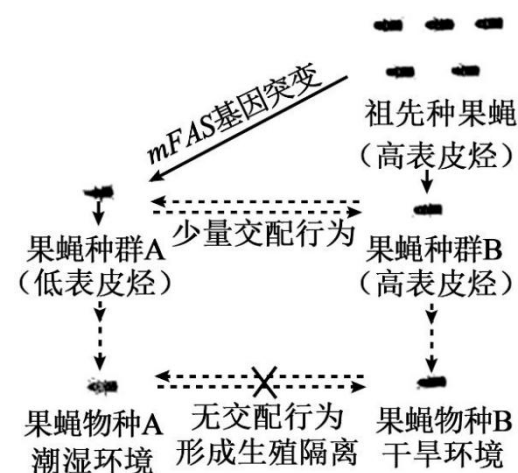 mFAS基因突变
祖先种果蝇
(高表皮烃)
少量交配行为
果蝇种群A
(低表皮烃)
果蝇种群B
(高表皮烃)
果蝇物种A
潮湿环境
无交配行为
形成生殖隔离
果蝇物种B
干旱环境